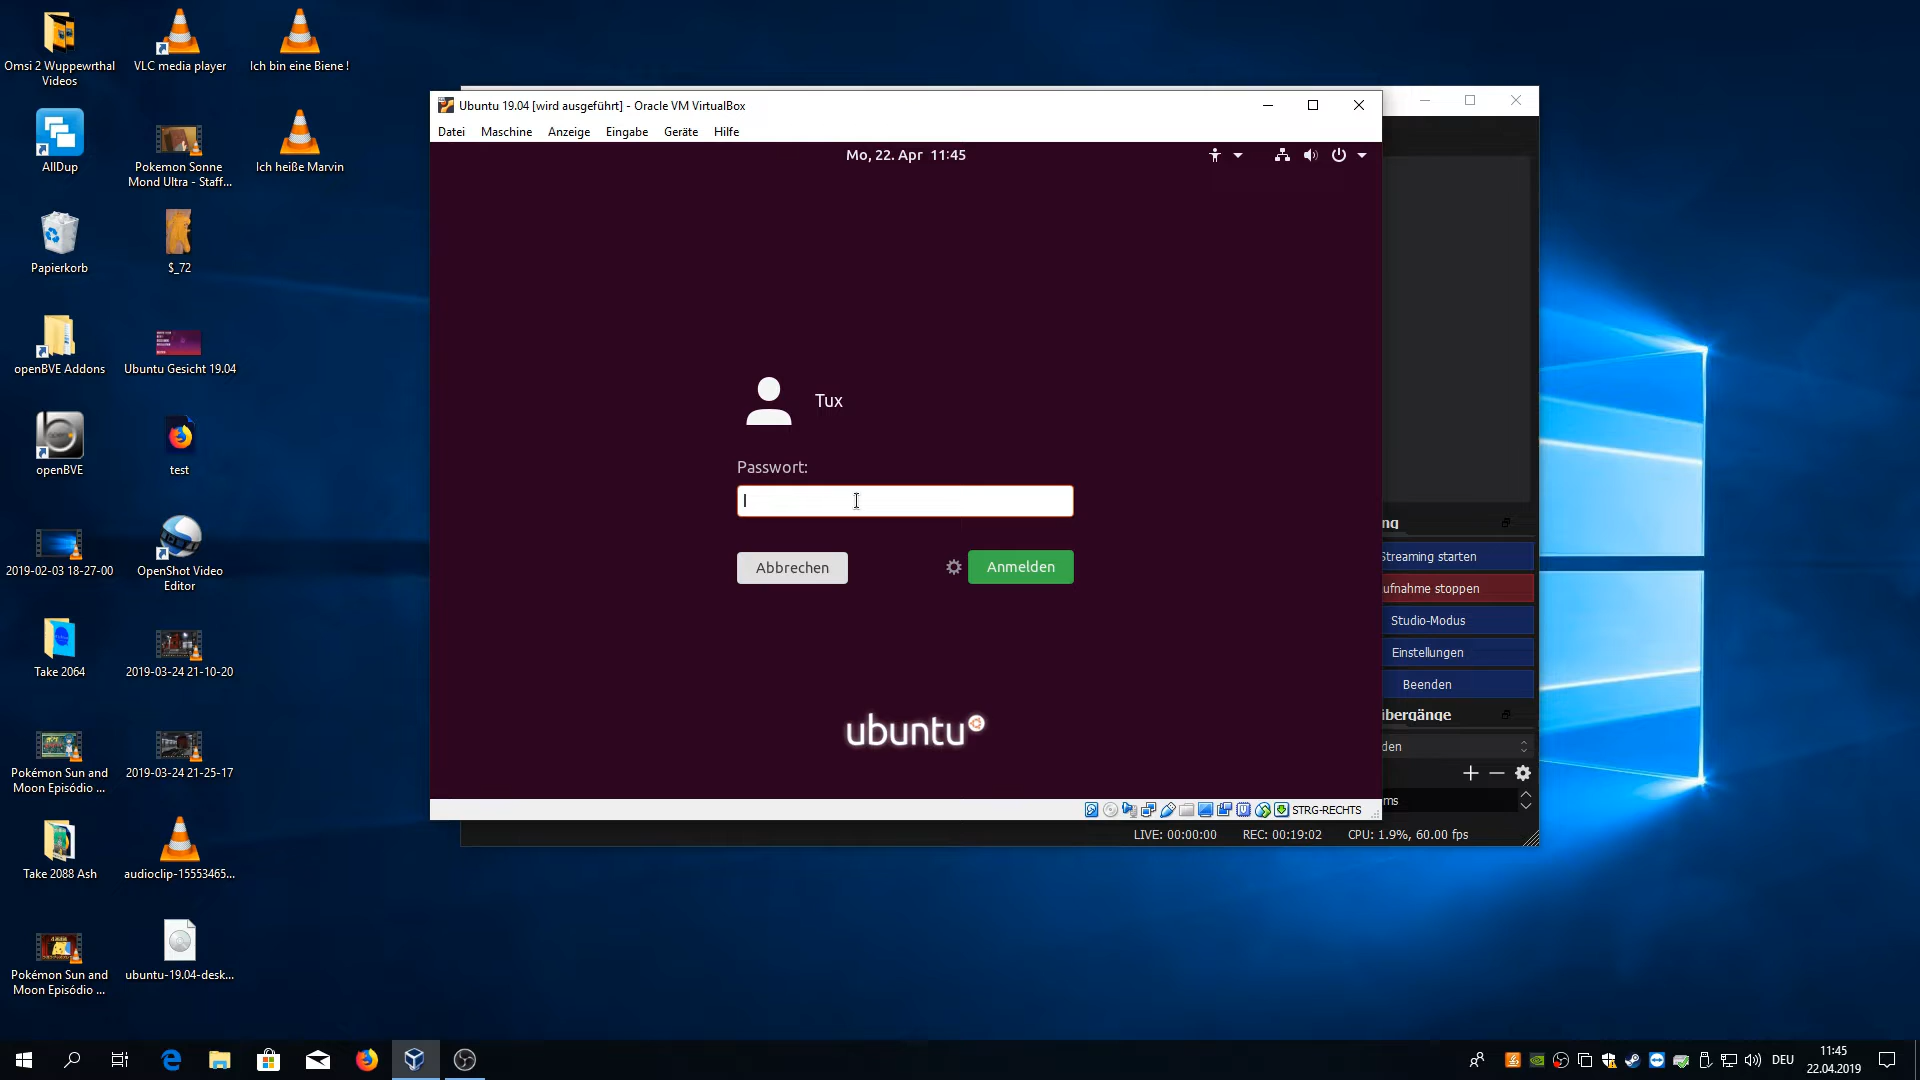 Omsi 2 Wuppewrthal
Videos
VLC media player
Ich bin eine Biene !
AllDup
Pokemon Sonne
Mond Ultra - Staff...
Ich heiße Marvin
Papierkorb
$_72
openBVE Addons
Ubuntu Gesicht 19.04
openBVE
test
2019-02-03 18-27-00
OpenShot Video
Editor
Take 2064
2019-03-24 21-10-20
Pokémon Sun and
Moon Episódio ...
2019-03-24 21-25-17
Take 2088 Ash
audioclip-15553465...
Pokémon Sun and
Moon Episódio ...
ubuntu-19.04-desk...
Ubuntu 19.04 [wird ausgeführt] - Oracle VM VirtualBox
Datei Maschine Anzeige Eingabe Geräte Hilfe
Mo, 22. Apr 11:45
Tux
Passwort:
Abbrechen
Anmelden
ubuntu
STRG-RECHTS
ng
Streaming starten
ufnahme stoppen
Studio-Modus
Einstellungen
Beenden
übergänge
den
ms
LIVE: 00:00:00 REC: 00:19:02 CPU: 1.9%, 60.00 fps
DEU
11:45
22.04.2019